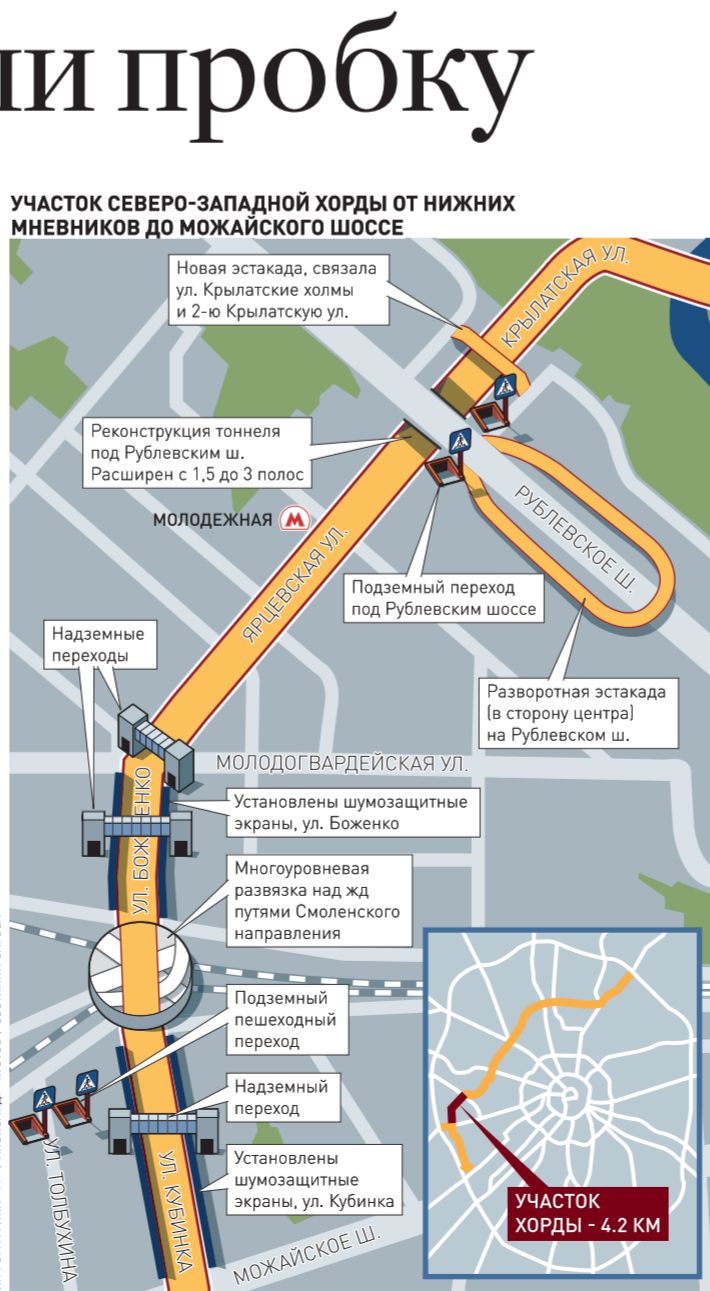 ли пробку
УЧАСТОК СЕВЕРО-ЗАПАДНОЙ ХОРДЫ ОТ НИЖНИХ
МНЕВНИКОВ ДО МОЖАЙСКОГО ШОССЕ
Новая эстакада, связала
ул. Крылатские холмы
и 2-ю Крылатскую ул.
КРЫЛАТСКАЯ УЛ.
Реконструкция тоннеля
под Рублевским ш.
Расширен с 1,5 до 3 полос
МОЛОДЕЖНАЯ М
ЯРЦЕВСКАЯ УЛ.
РУБЛЕВСКОЕ Ш.
Подземный переход
под Рублевским шоссе
Надземные
переходы
Разворотная эстакада
(в сторону центра)
на Рублевском ш.
МОЛОДОГВАРДЕЙСКАЯ УЛ.
УЛ. БОЖЕНКО
Установлены шумозащитные
экраны, ул. Боженко
Многоуровневая
развязка над жд
путями Смоленского
направления
Подземный
пешеходный
переход
Надземный
переход
Установлены
шумозащитные
экраны, ул. Кубинка
УЛ. ТОЛБУХИНА
УЛ. КУБИНКА
МОЖАЙСКОЕ Ш.
УЧАСТОК
ХОРДЫ - 4.2 КМ